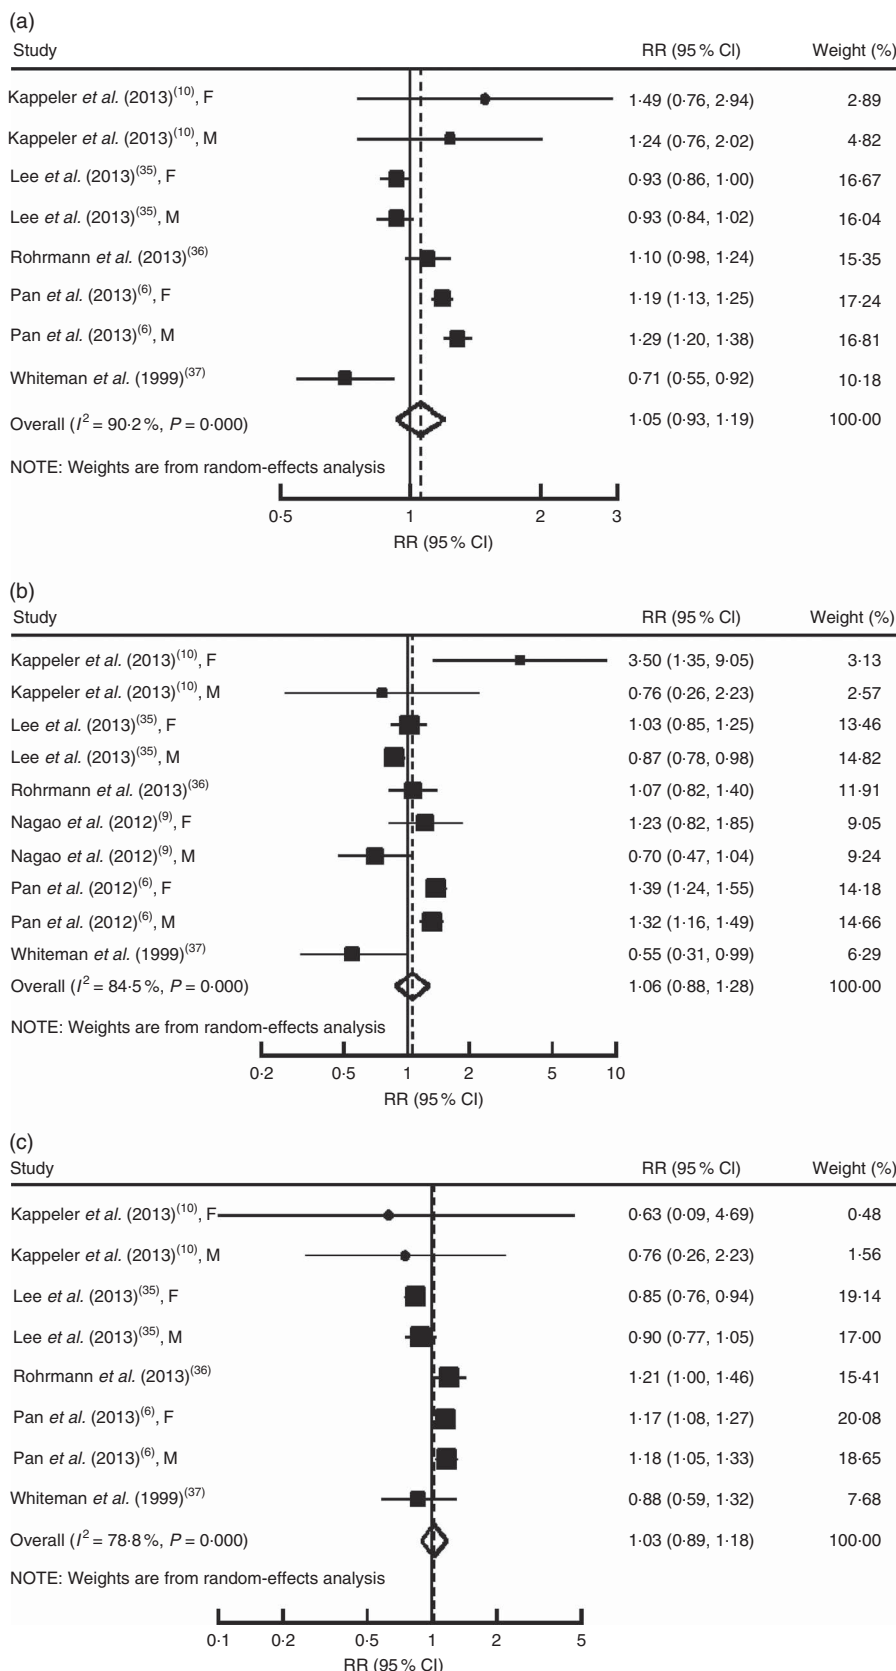 (a)
Study RR (95 % CI) Weight (%)
Kappeler et al. (2013)(10), F 1·49 (0·76, 2·94) 2·89
Kappeler et al. (2013)(10), M 1·24 (0·76, 2·02) 4·82
Lee et al. (2013)(35), F 0·93 (0·86, 1·00) 16·67
Lee et al. (2013)(35), M 0·93 (0·84, 1·02) 16·04
Rohrmann et al. (2013)(36) 1·10 (0·98, 1·24) 15·35
Pan et al. (2013)(6), F 1·19 (1·13, 1·25) 17·24
Pan et al. (2013)(6), M 1·29 (1·20, 1·38) 16·81
Whiteman et al. (1999)(37) 0·71 (0·55, 0·92) 10·18
Overall (I2 = 90·2 %, P = 0·000) 1·05 (0·93, 1·19) 100·00
NOTE: Weights are from random-effects analysis
0·5 1 2 3
RR (95 % CI)
(b)
Study RR (95 % CI) Weight (%)
Kappeler et al. (2013)(10), F 3·50 (1·35, 9·05) 3·13
Kappeler et al. (2013)(10), M 0·76 (0·26, 2·23) 2·57
Lee et al. (2013)(35), F 1·03 (0·85, 1·25) 13·46
Lee et al. (2013)(35), M 0·87 (0·78, 0·98) 14·82
Rohrmann et al. (2013)(36) 1·07 (0·82, 1·40) 11·91
Nagao et al. (2012)(9), F 1·23 (0·82, 1·85) 9·05
Nagao et al. (2012)(9), M 0·70 (0·47, 1·04) 9·24
Pan et al. (2012)(6), F 1·39 (1·24, 1·55) 14·18
Pan et al. (2012)(6), M 1·32 (1·16, 1·49) 14·66
Whiteman et al. (1999)(37) 0·55 (0·31, 0·99) 6·29
Overall (I2 = 84·5 %, P = 0·000) 1·06 (0·88, 1·28) 100·00
NOTE: Weights are from random-effects analysis
0·2 0·5 1 2 5 10
RR (95 % CI)
(c)
Study RR (95 % CI) Weight (%)
Kappeler et al. (2013)(10), F 0·63 (0·09, 4·69) 0·48
Kappeler et al. (2013)(10), M 0·76 (0·26, 2·23) 1·56
Lee et al. (2013)(35), F 0·85 (0·76, 0·94) 19·14
Lee et al. (2013)(35), M 0·90 (0·77, 1·05) 17·00
Rohrmann et al. (2013)(36) 1·21 (1·00, 1·46) 15·41
Pan et al. (2013)(6), F 1·17 (1·08, 1·27) 20·08
Pan et al. (2013)(6), M 1·18 (1·05, 1·33) 18·65
Whiteman et al. (1999)(37) 0·88 (0·59, 1·32) 7·68
Overall (I2 = 78·8 %, P = 0·000) 1·03 (0·89, 1·18) 100·00
NOTE: Weights are from random-effects analysis
0·1 0·2 0·5 1 2 5
RR (95 % CI)